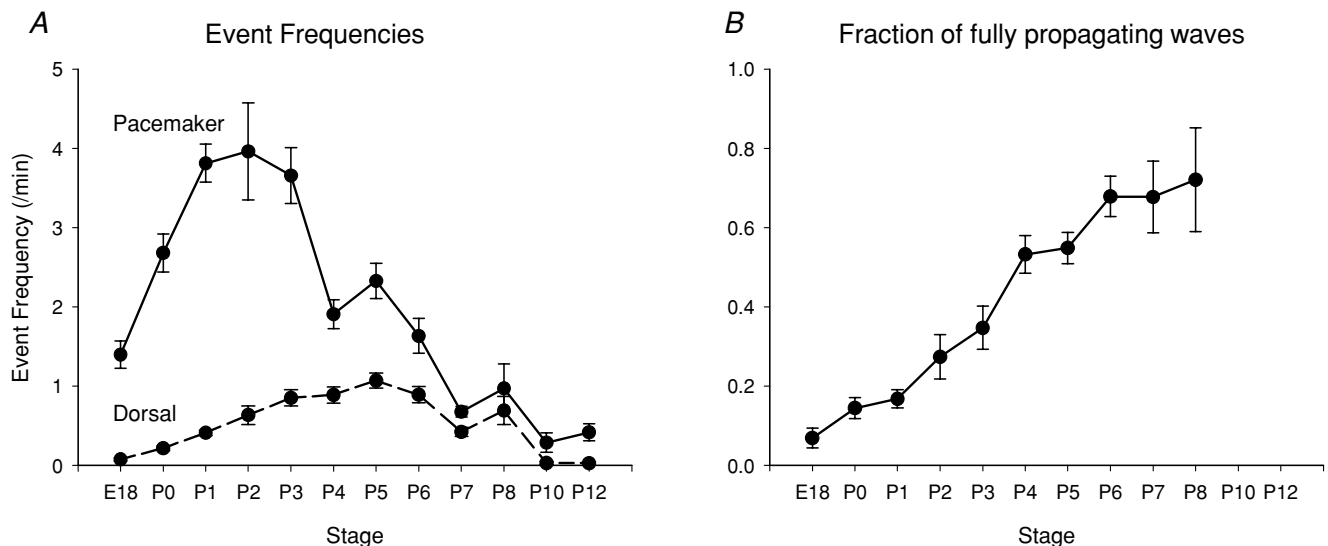 A
Event Frequencies
5
4
3
2
1
0
Event Frequency (/min)
Pacemaker
Dorsal
E18 P0 P1 P2 P3 P4 P5 P6 P7 P8 P10 P12
Stage
B
Fraction of fully propagating waves
1.0
0.8
0.6
0.4
0.2
0.0
E18 P0 P1 P2 P3 P4 P5 P6 P7 P8 P10 P12
Stage